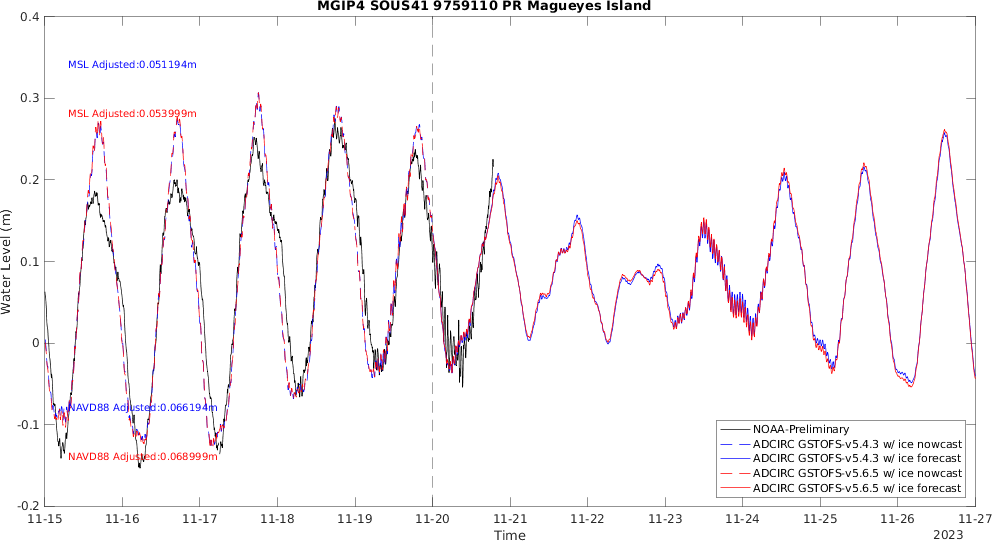 MGIP4 SOUS41 9759110 PR Magueyes Island
0.4
0.3
0.2
0.1
0
-0.1
-0.2
Water Level (m)
MSL Adjusted:0.051194m
MSL Adjusted:0.053999m
NAVD88 Adjusted:0.066194m
NAVD88 Adjusted:0.068999m
NOAA-Preliminary
ADCIRC GSTOFS-v5.4.3 w/ ice nowcast
ADCIRC GSTOFS-v5.4.3 w/ ice forecast
ADCIRC GSTOFS-v5.6.5 w/ ice nowcast
ADCIRC GSTOFS-v5.6.5 w/ ice forecast
11-15 11-16 11-17 11-18 11-19 11-20 11-21 11-22 11-23 11-24 11-25 11-26 11-27
Time
2023